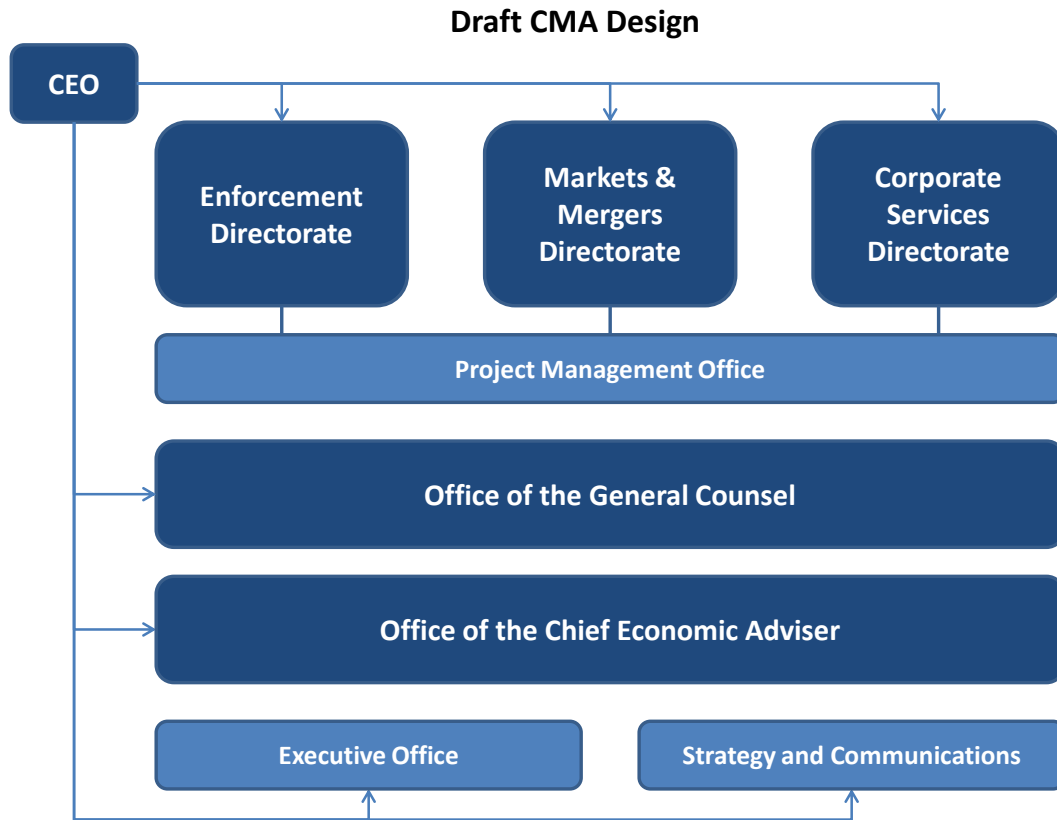 Draft CMA Design
CEO
Enforcement
Directorate
Markets &
Mergers
Directorate
Corporate
Services
Directorate
Project Management Office
Office of the General Counsel
Office of the Chief Economic Adviser
Executive Office
Strategy and Communications